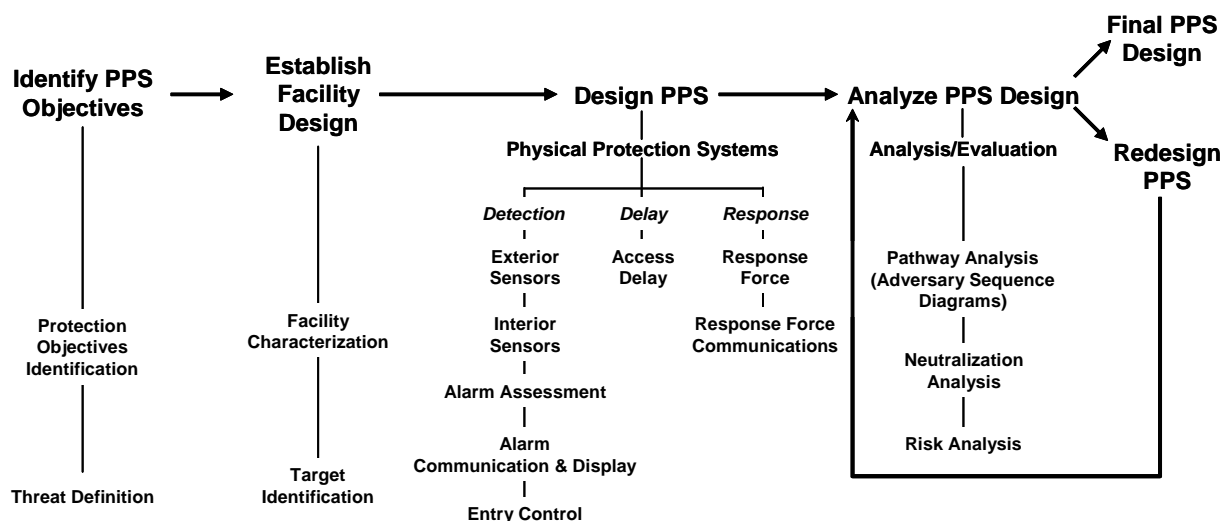 Identify PPS
Objectives
Protection
Objectives
Identification
Threat Definition
Establish
Facility
Design
Facility
Characterization
Target
Identification
Design PPS
Physical Protection Systems
Detection
Exterior
Sensors
Interior
Sensors
Alarm Assessment
Alarm
Communication & Display
Entry Control
Delay
Access
Delay
Response
Response
Force
Response Force
Communications
Analyze PPS Design
Analysis/Evaluation
Pathway Analysis
(Adversary Sequence
Diagrams)
Neutralization
Analysis
Risk Analysis
Final PPS
Design
Redesign
PPS